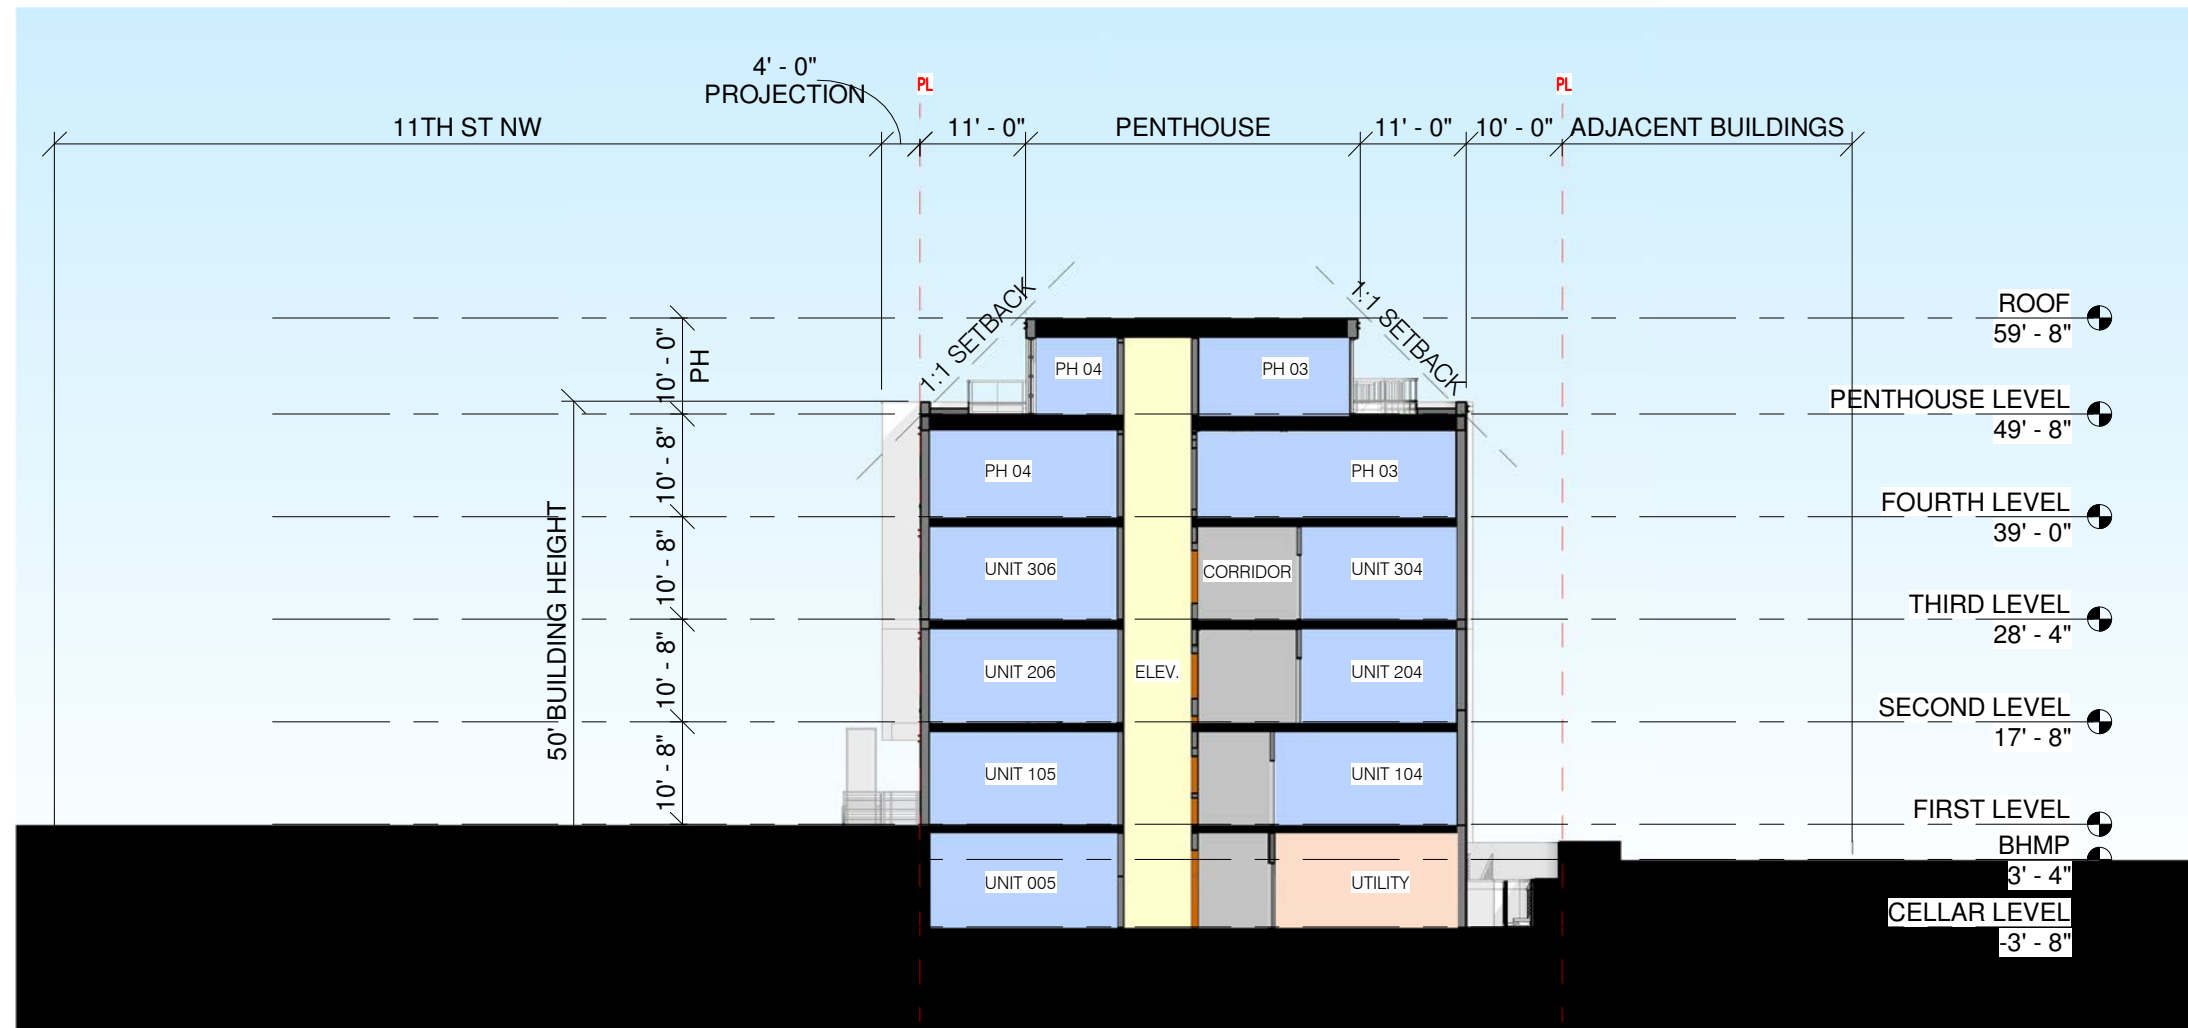 4' - 0"
PROJECTION
PL
PL
11TH ST NW
11' - 0"
PENTHOUSE
11' - 0"
10' - 0"
ADJACENT BUILDINGS
1:1 SETBACK
1:1 SETBACK
ROOF
59' - 8"
10' - 0"
PH
PH 04
PH 03
PENTHOUSE LEVEL
49' - 8"
10' - 8"
PH 04
PH 03
FOURTH LEVEL
39' - 0"
50' BUILDING HEIGHT
10' - 8"
UNIT 306
CORRIDOR
UNIT 304
THIRD LEVEL
28' - 4"
10' - 8"
UNIT 206
ELEV.
UNIT 204
SECOND LEVEL
17' - 8"
10' - 8"
UNIT 105
UNIT 104
FIRST LEVEL
BHMP
3' - 4"
UNIT 005
UTILITY
CELLAR LEVEL
-3' - 8"